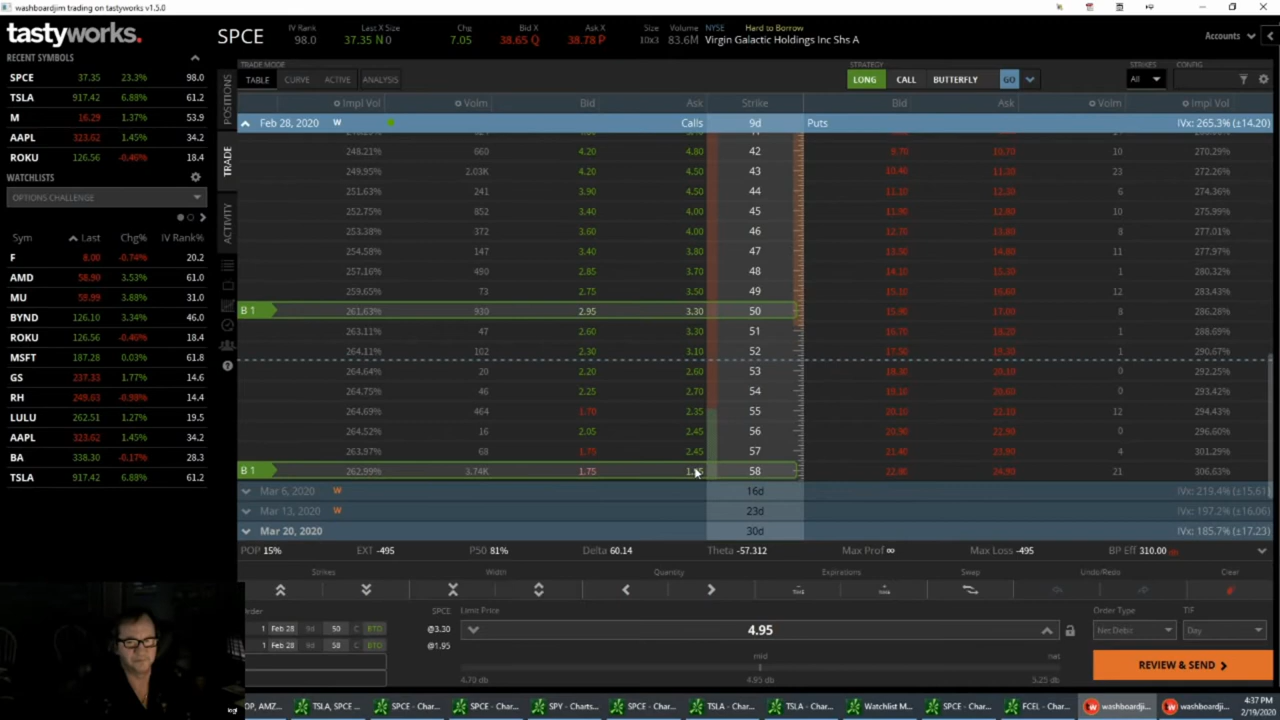 washboardjim trading on tastyworks v1.5.0
tastyworks.
SPCE
IV Rank
98.0
Last X Size
37.35 N 0
Chg
7.05
Bid X
38.65 Q
Ask X
38.78 P
Size
10x3
Volume
83.6M
NYSE
Hard to Borrow
Virgin Galactic Holdings Inc Shs A
Accounts
RECENT SYMBOLS
SPCE 37.35 23.3% 98.0
TSLA 917.42 6.88% 61.2
M 16.29 1.37% 53.9
AAPL 323.62 1.45% 34.2
ROKU 126.56 -0.46% 18.4
WATCHLISTS
OPTIONS CHALLENGE
Sym Last Chg% IV Rank%
F 8.00 -0.74% 20.2
AMD 58.90 3.53% 61.0
MU 58.99 3.88% 31.0
BYND 126.10 3.34% 46.0
ROKU 126.56 -0.46% 18.4
MSFT 187.28 0.03% 61.8
GS 237.33 1.77% 14.6
RH 249.63 -0.98% 14.4
LULU 262.51 1.27% 19.5
AAPL 323.62 1.45% 34.2
BA 338.30 -0.17% 28.3
TSLA 917.42 6.88% 61.2
POSITIONS
TRADE
ACTIVITY
TRADE MODE
TABLE CURVE ACTIVE ANALYSIS
STRATEGY
LONG CALL BUTTERFLY GO
STRIKES
All
CONFIG
Impl Vol Volm Bid Ask Strike Bid Ask Volm Impl Vol
Feb 28, 2020 W Calls 9d Puts IVx: 265.3% (±14.20)
248.21% 660 4.20 4.80 42 9.70 10.70 10 270.29%
249.95% 2.03K 4.20 4.50 43 10.40 11.30 23 272.26%
251.63% 241 3.90 4.50 44 11.10 12.30 6 274.36%
252.75% 852 3.40 4.00 45 11.90 12.80 10 275.99%
253.38% 372 3.60 4.00 46 12.70 13.80 8 277.01%
254.58% 147 3.40 3.80 47 13.50 14.80 11 277.97%
257.16% 490 2.85 3.70 48 14.10 15.30 1 280.32%
259.65% 73 2.75 3.50 49 15.10 16.60 12 283.43%
B 1 261.63% 930 2.95 3.30 50 15.90 17.00 8 286.28%
263.11% 47 2.60 3.30 51 16.70 18.20 1 288.69%
264.11% 102 2.30 3.10 52 17.50 19.30 1 290.67%
264.64% 20 2.20 2.60 53 18.30 20.10 292.25%
264.75% 46 2.25 2.70 54 19.10 20.60 293.42%
264.69% 464 1.70 2.35 55 20.10 22.10 12 294.43%
264.52% 16 2.05 2.45 56 20.90 22.90 296.60%
263.97% 68 1.75 2.45 57 21.40 23.90 4 301.29%
B 1 262.99% 3.74K 1.75 58 22.80 24.90 21 306.63%
Mar 6, 2020 W 16d IVx: 219.4% (±15.61)
Mar 13, 2020 W 23d IVx: 197.2% (±16.06)
Mar 20, 2020 30d IVx: 185.7% (±17.23)
POP 15% EXT -495 P50 81% Delta 60.14 Theta -57.312 Max Prof ∞ Max Loss -495 BP Eff 310.00
Strikes Width Quantity Expirations Swap Undo/Redo Clear
Order SPCE Limit Price Order Type TIF
1 Feb 28 9d 50 C BTO @3.30
1 Feb 28 9d 50 C BTO @1.95
4.95
Net Debit Day
mid nat
4.70 db 4.95 db 5.25 db
REVIEW & SEND
OP, AMZ... TSLA, SPCE ... SPCE - Char... SPCE - Char... SPY - Charts... SPCE - Char... TSLA - Char... TSLA - Char... Watchlist M... SPCE - Char... FCEL - Char... washboardji... washboardji...
4:37 PM
2/19/2020